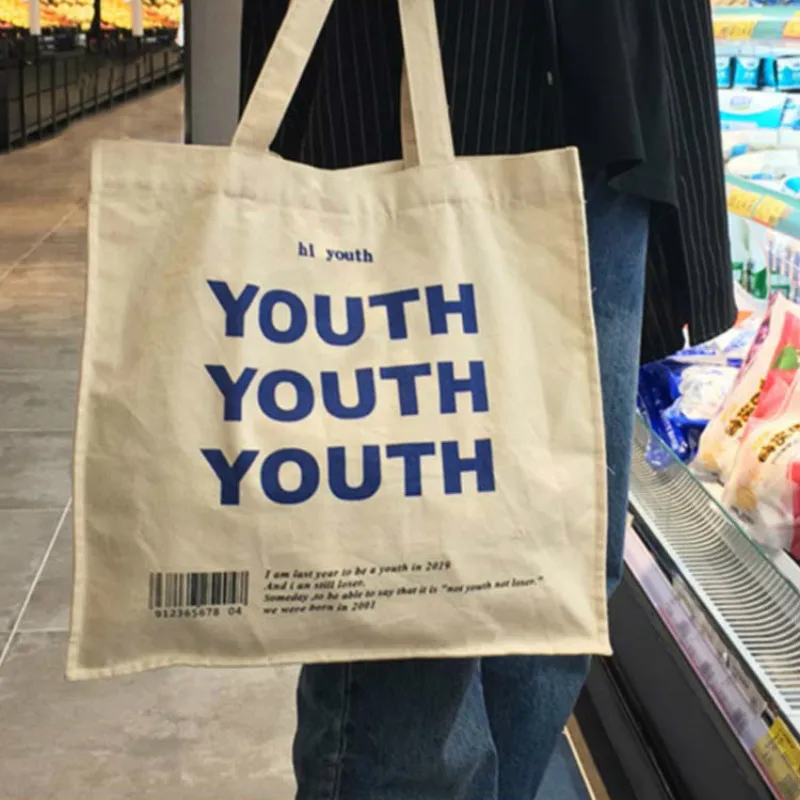 hI youth
YOUTH
YOUTH
YOUTH
I am last year to be a youth in 2019
And i an still loser.
Someday ,to be able to say that it is "not youth not loser."
we were born in 2001
912365678 04